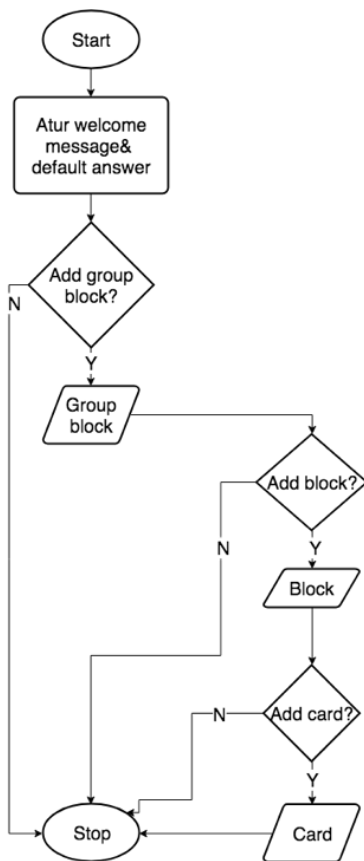 Start
Atur welcome
message&
default answer
Add group
block?
N
Y
Group
block
Add block?
N
Y
Block
Add card?
N
Y
Stop
Card